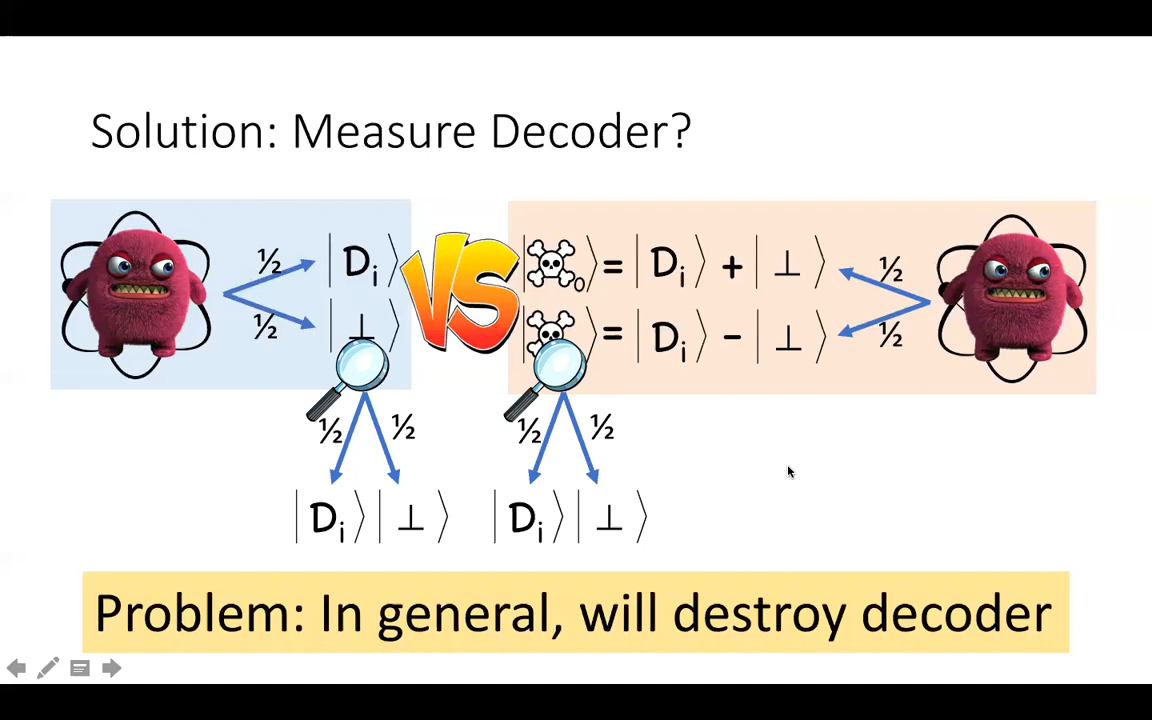 Solution: Measure Decoder?
½ |Dᵢ⟩
½ |⊥⟩
VS
|☠₀⟩ = |Dᵢ⟩ + |⊥⟩ ½
|☠⟩ = |Dᵢ⟩ - |⊥⟩ ½
½ ½ ½ ½
|Dᵢ⟩|⊥⟩ |Dᵢ⟩|⊥⟩
Problem: In general, will destroy decoder